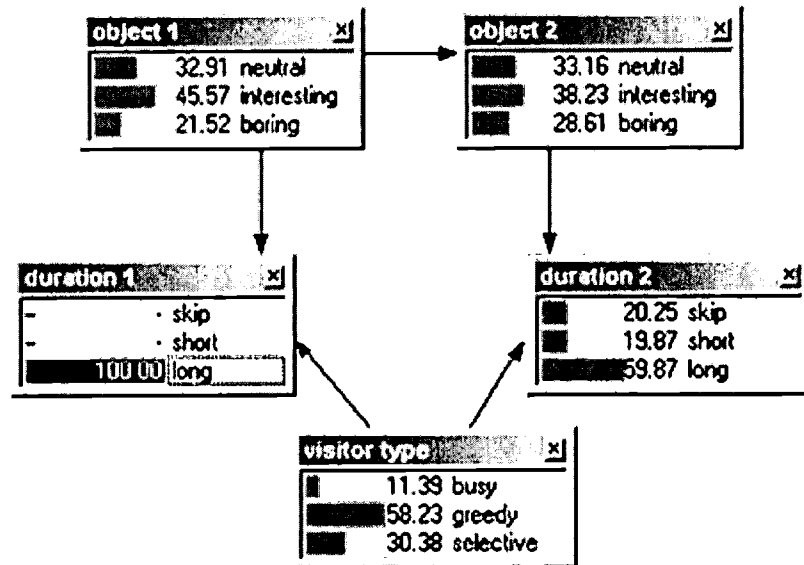 object 1
32.91 neutral
45.57 interesting
21.52 boring
object 2
33.16 neutral
38.23 interesting
28.61 boring
duration 1
- · skip
- · short
100.00 long
duration 2
20.25 skip
19.87 short
59.87 long
visitor type
11.39 busy
58.23 greedy
30.38 selective